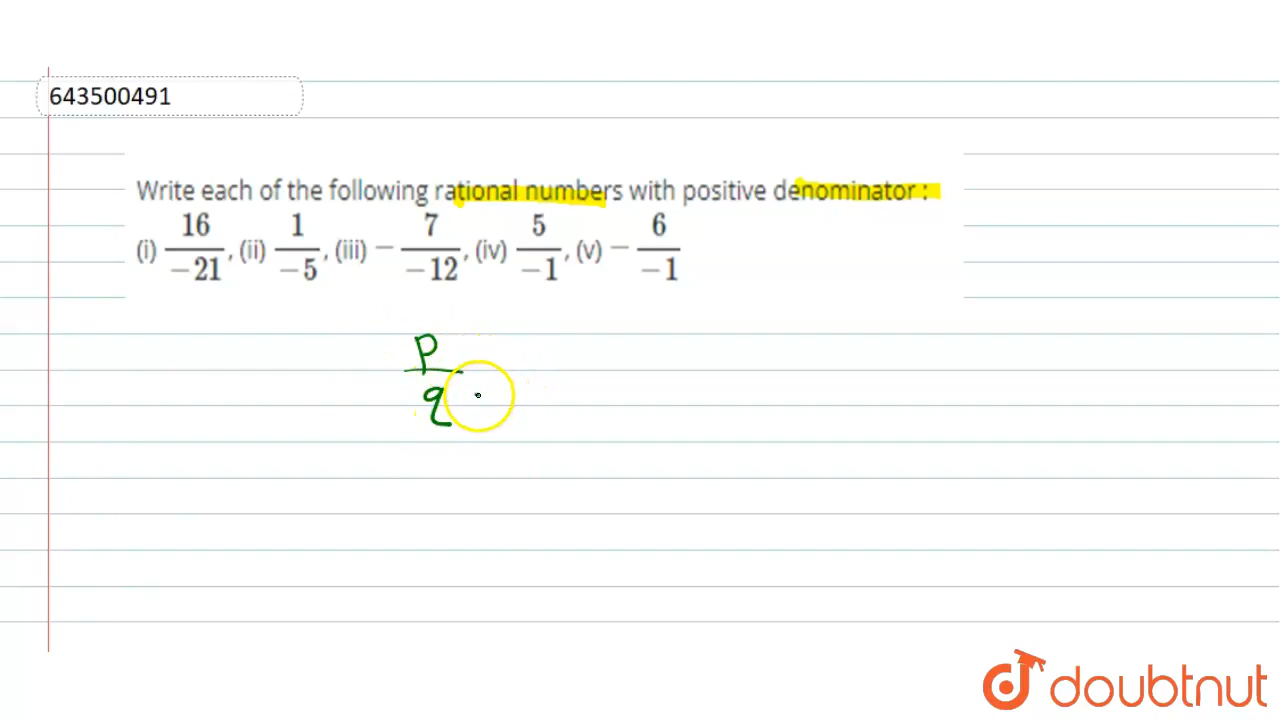 643500491
Write each of the following rational numbers with positive denominator :
(i) 16/−21, (ii) 1/−5, (iii) −7/−12, (iv) 5/−1, (v) −6/−1
p
q
doubtnut